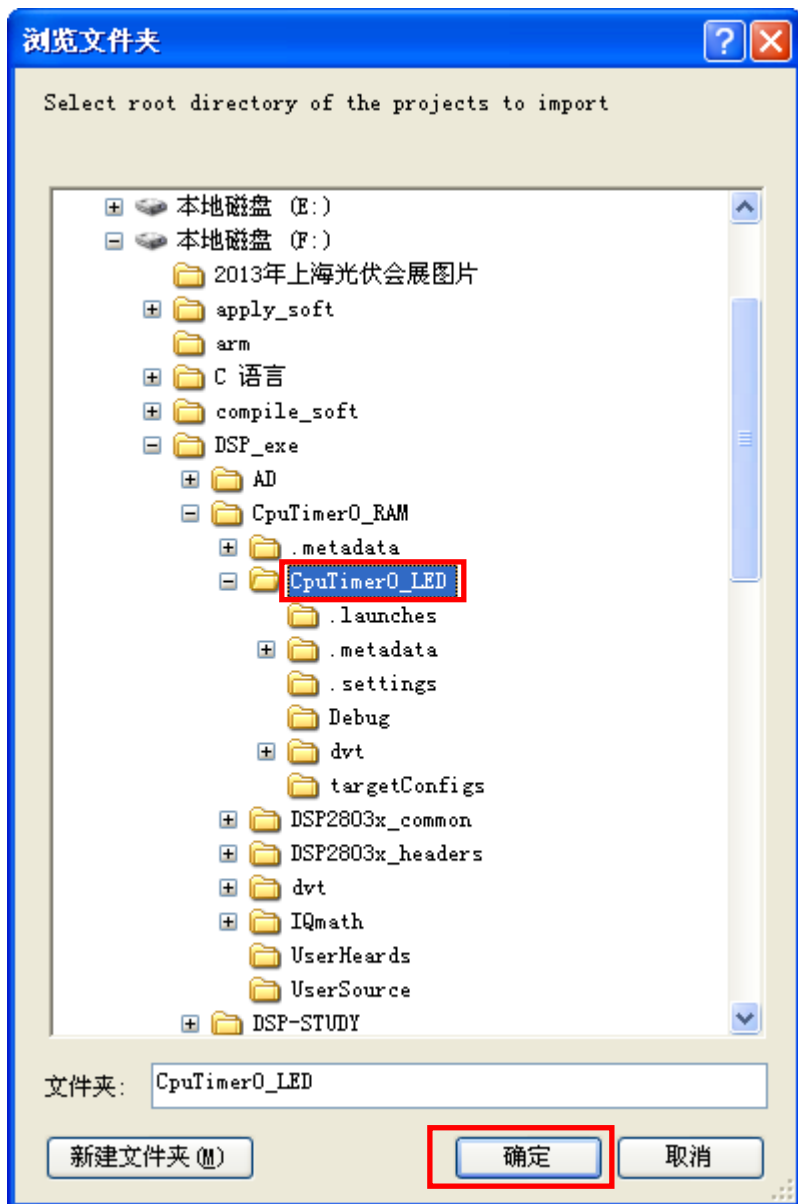 浏览文件夹
Select root directory of the projects to import
本地磁盘 (E:)
本地磁盘 (F:)
2013年上海光伏会展图片
apply_soft
arm
C 语言
compile_soft
DSP_exe
AD
CpuTimer0_RAM
.metadata
CpuTimer0_LED
.launches
.metadata
.settings
Debug
dvt
targetConfigs
DSP2803x_common
DSP2803x_headers
dvt
IQmath
UserHeards
UserSource
DSP-STUDY
文件夹: CpuTimer0_LED
新建文件夹(M) 确定 取消